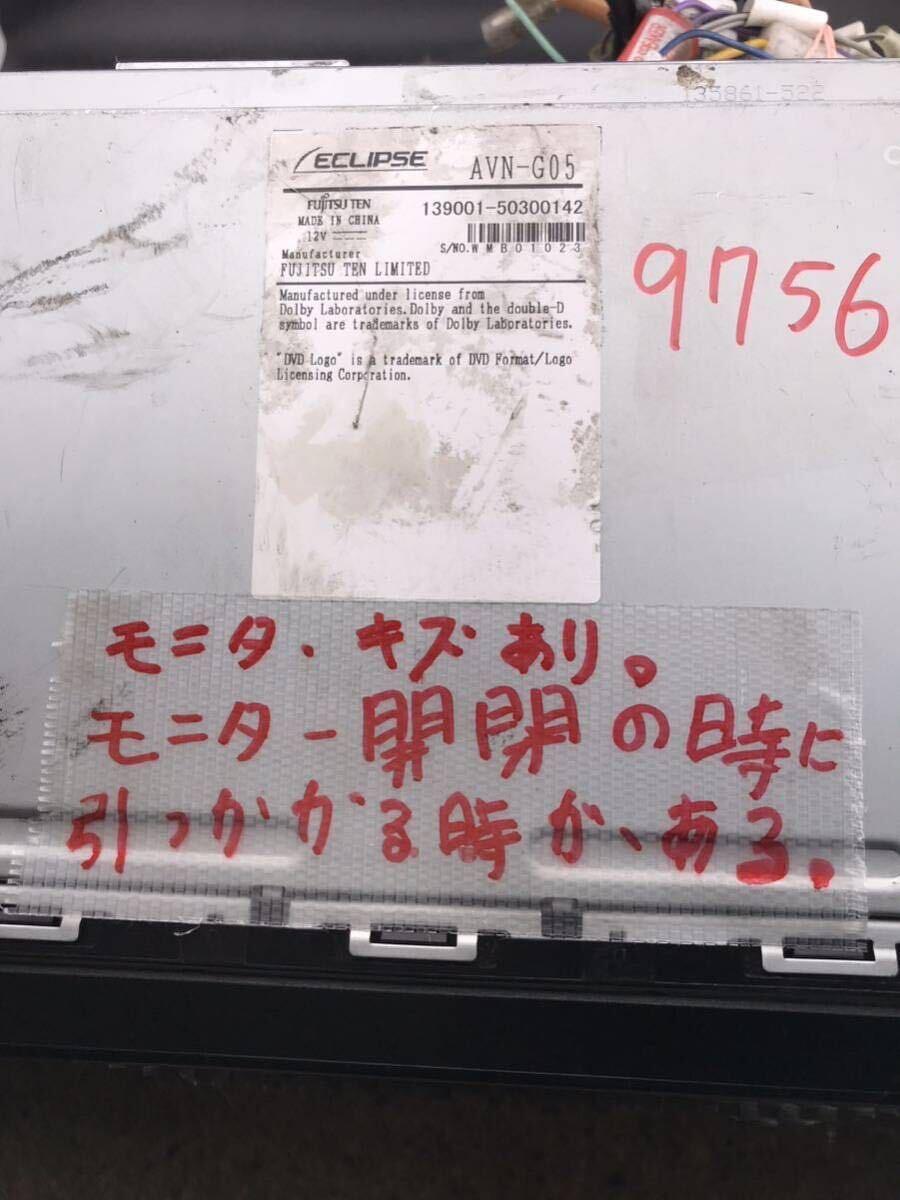 135861-522
ECLIPSE AVN-G05
FUJITSU TEN 139001-50300142
MADE IN CHINA
12V
S/NO.WMB01023
Manufacturer
FUJITSU TEN LIMITED
Manufactured under license from
Dolby Laboratories. Dolby and the double-D
symbol are trademarks of Dolby Laboratories.
"DVD Logo" is a trademark of DVD Format/Logo
Licensing Corporation.
9756
モニタ、キズあり。
モニター開閉の時に
引っかかる時が、ある.